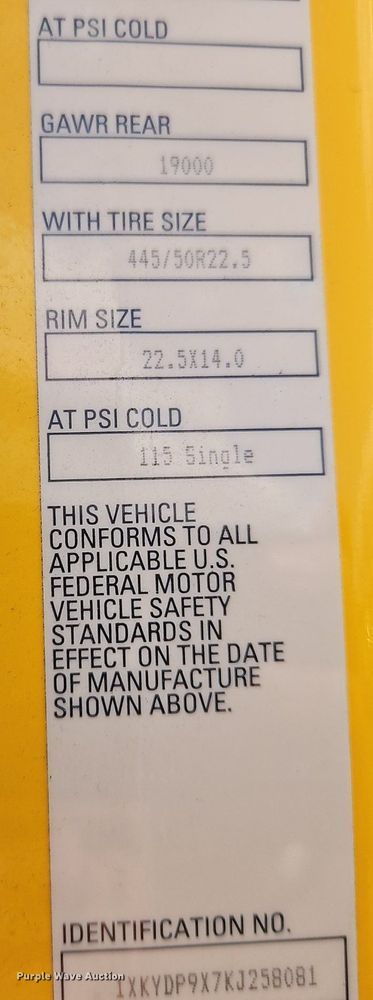 AT PSI COLD
GAWR REAR
19000
WITH TIRE SIZE
445/50R22.5
RIM SIZE
22.5X14.0
AT PSI COLD
115 Single
THIS VEHICLE
CONFORMS TO ALL
APPLICABLE U.S.
FEDERAL MOTOR
VEHICLE SAFETY
STANDARDS IN
EFFECT ON THE DATE
OF MANUFACTURE
SHOWN ABOVE.
IDENTIFICATION NO.
1XKYDP9X7KJ258081
Purple Wave Auction